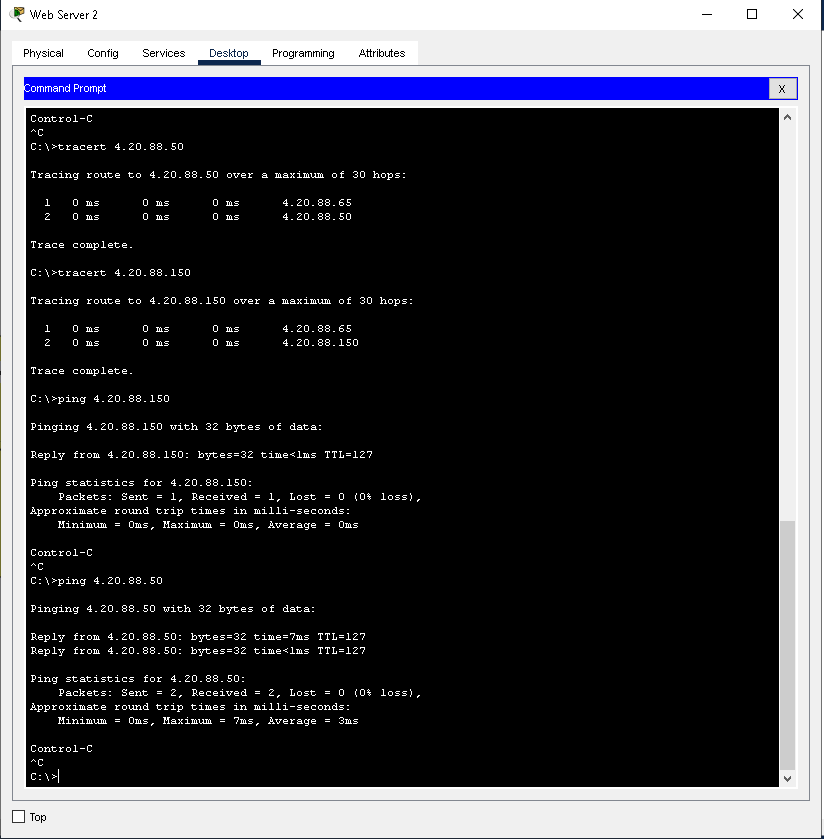 Web Server 2
Physical Config Services Desktop Programming Attributes
Command Prompt X
Control-C
^C
C:\>tracert 4.20.88.50
Tracing route to 4.20.88.50 over a maximum of 30 hops:
1 0 ms 0 ms 0 ms 4.20.88.65
2 0 ms 0 ms 0 ms 4.20.88.50
Trace complete.
C:\>tracert 4.20.88.150
Tracing route to 4.20.88.150 over a maximum of 30 hops:
1 0 ms 0 ms 0 ms 4.20.88.65
2 0 ms 0 ms 0 ms 4.20.88.150
Trace complete.
C:\>ping 4.20.88.150
Pinging 4.20.88.150 with 32 bytes of data:
Reply from 4.20.88.150: bytes=32 time<1ms TTL=127
Ping statistics for 4.20.88.150:
Packets: Sent = 1, Received = 1, Lost = 0 (0% loss),
Approximate round trip times in milli-seconds:
Minimum = 0ms, Maximum = 0ms, Average = 0ms
Control-C
^C
C:\>ping 4.20.88.50
Pinging 4.20.88.50 with 32 bytes of data:
Reply from 4.20.88.50: bytes=32 time=7ms TTL=127
Reply from 4.20.88.50: bytes=32 time<1ms TTL=127
Ping statistics for 4.20.88.50:
Packets: Sent = 2, Received = 2, Lost = 0 (0% loss),
Approximate round trip times in milli-seconds:
Minimum = 0ms, Maximum = 7ms, Average = 3ms
Control-C
^C
C:\>
Top